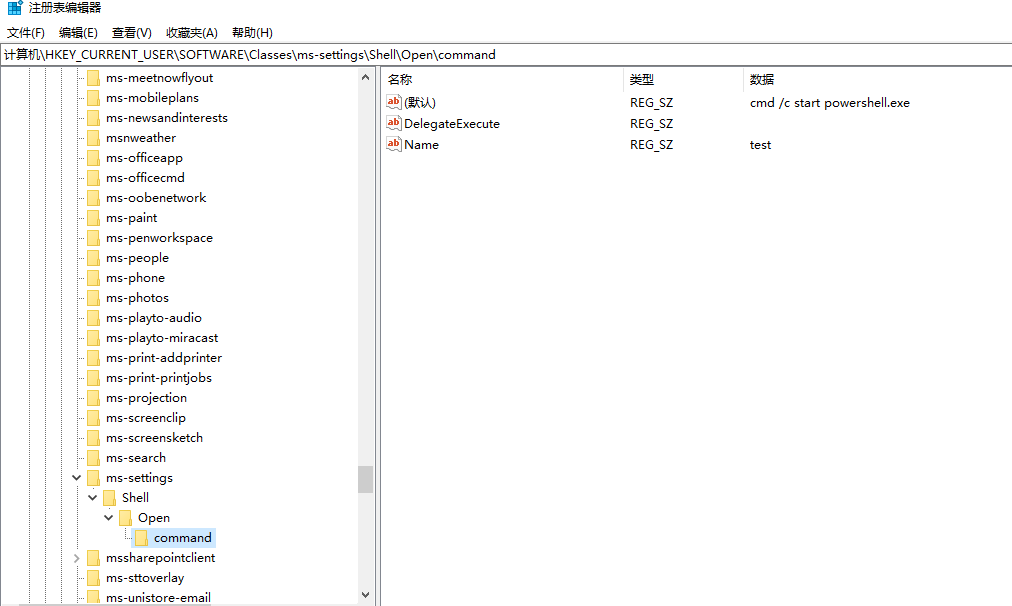 注册表编辑器
文件(F) 编辑(E) 查看(V) 收藏夹(A) 帮助(H)
计算机\HKEY_CURRENT_USER\SOFTWARE\Classes\ms-settings\Shell\Open\command
ms-meetnowflyout
ms-mobileplans
ms-newsandinterests
msnweather
ms-officeapp
ms-officecmd
ms-oobenetwork
ms-paint
ms-penworkspace
ms-people
ms-phone
ms-photos
ms-playto-audio
ms-playto-miracast
ms-print-addprinter
ms-print-printjobs
ms-projection
ms-screenclip
ms-screensketch
ms-search
ms-settings
Shell
Open
command
mssharepointclient
ms-sttoverlay
ms-unistore-email
名称 类型 数据
ab (默认) REG_SZ cmd /c start powershell.exe
ab DelegateExecute REG_SZ
ab Name REG_SZ test